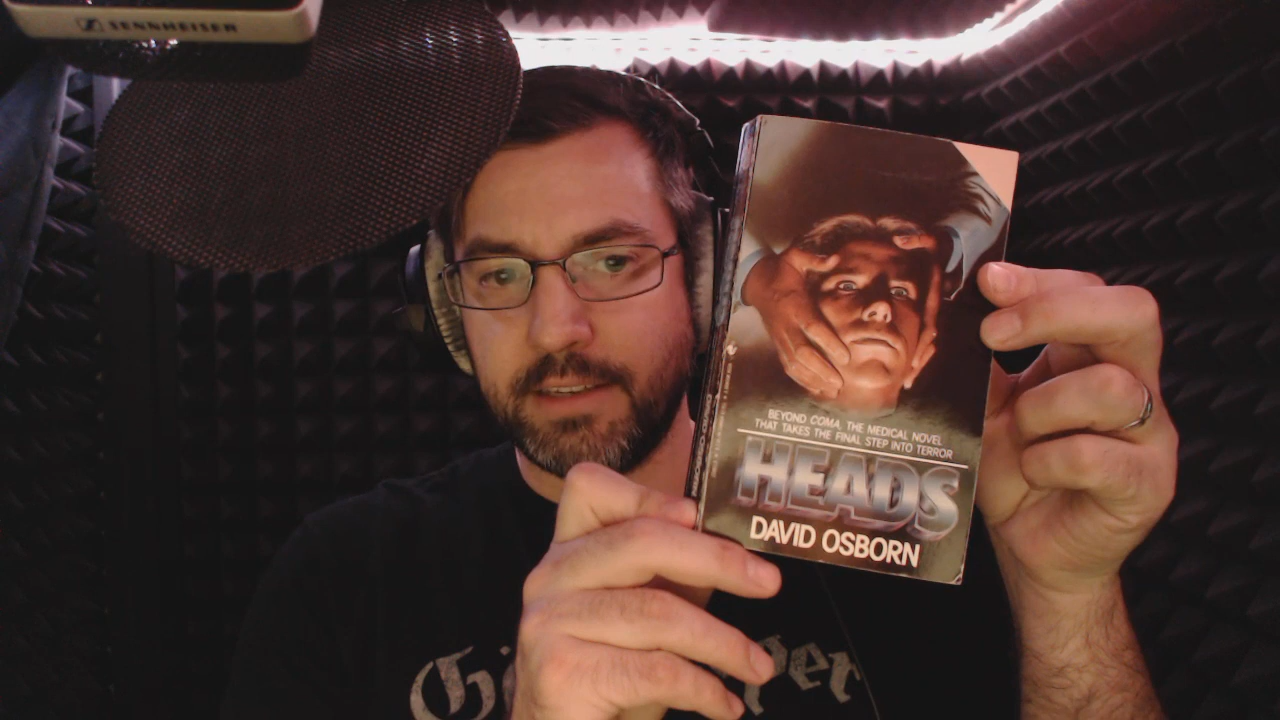 SENNHEISER
BEYOND COMA, THE MEDICAL NOVEL
THAT TAKES THE FINAL STEP INTO TERROR
HEADS
DAVID OSBORN